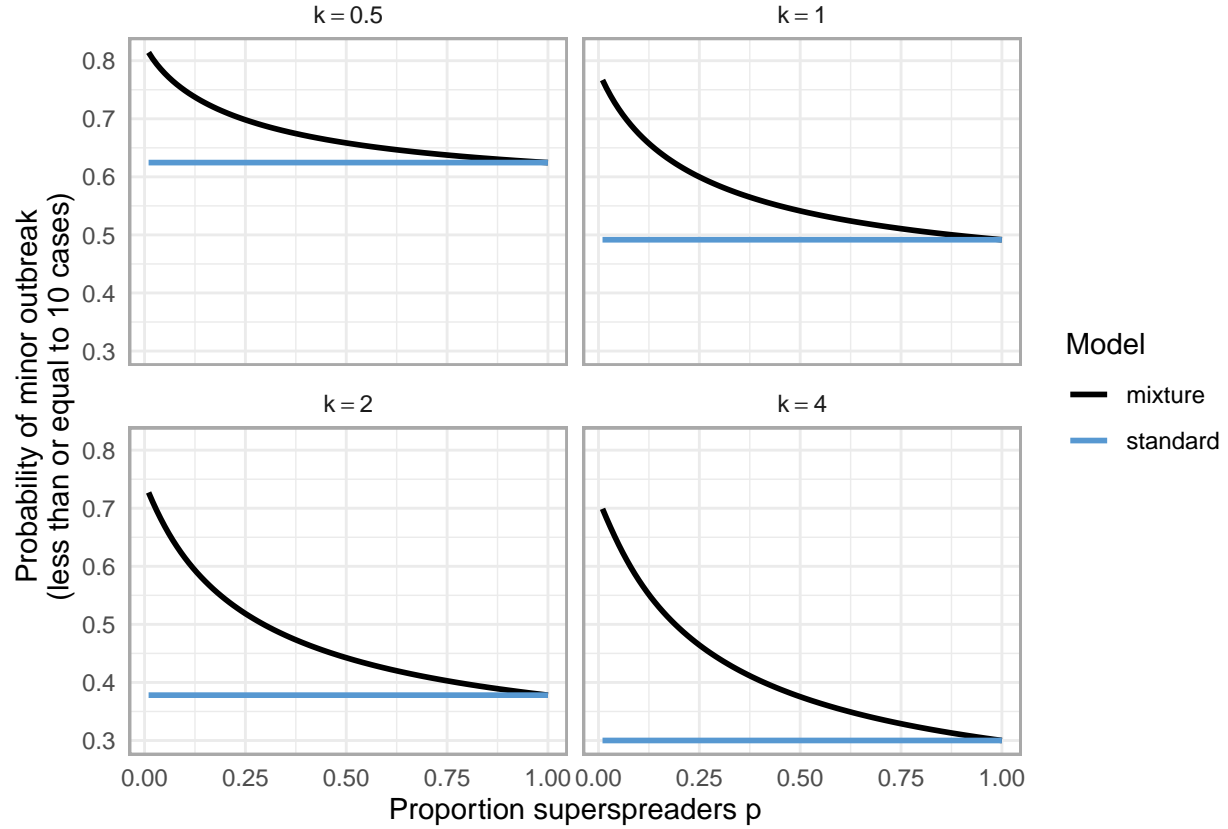 k = 0.5
k = 1
0.8
0.7
0.6
0.5
0.4
0.3
k = 2
k = 4
0.8
0.7
0.6
0.5
0.4
0.3
0.00 0.25 0.50 0.75 1.00 0.00 0.25 0.50 0.75 1.00
Proportion superspreaders p
Probability of minor outbreak
(less than or equal to 10 cases)
Model
mixture
standard